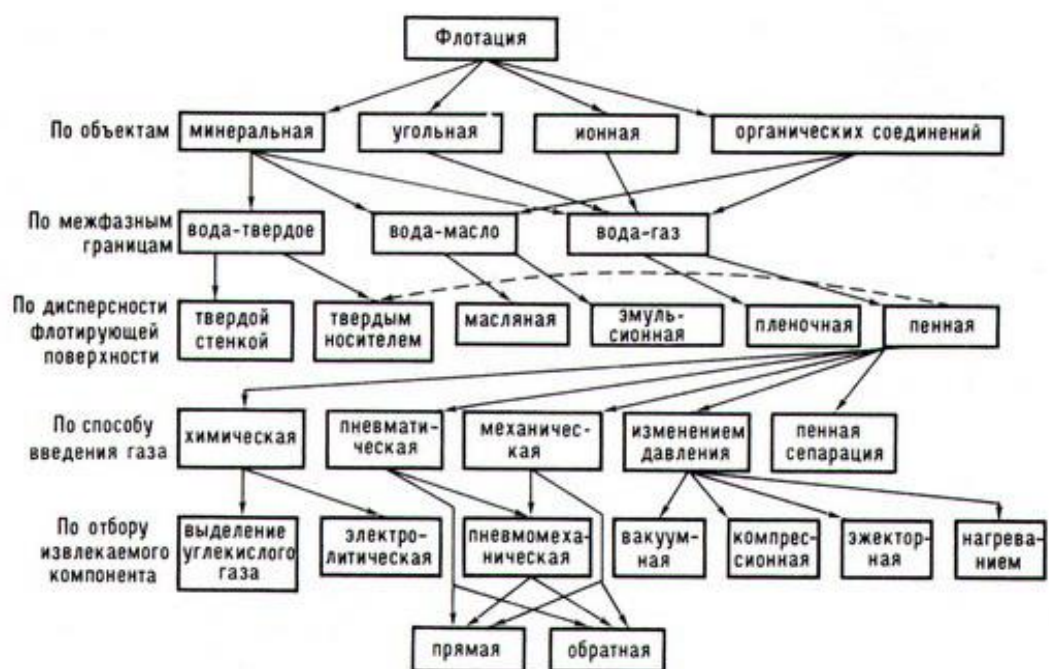 Флотация
По объектам
минеральная
угольная
ионная
органических соединений
По межфазным
границам
вода-твердое
вода-масло
вода-газ
По дисперсности
флотирующей
поверхности
твердой
стенкой
твердым
носителем
масляная
эмуль-
сионная
пленочная
пенная
По способу
введения газа
химическая
пневмати-
ческая
механичес-
кая
изменением
давления
пенная
сепарация
По отбору
извлекаемого
компонента
выделение
углекислого
газа
электро-
литическая
пневмомеха-
ническая
вакуум-
ная
компрес-
сионная
эжектор-
ная
нагрева-
нием
прямая
обратная